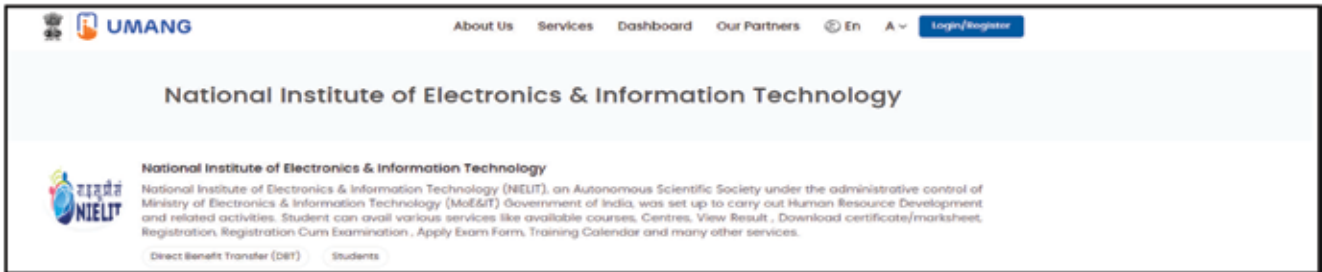 UMANG About Us Services Dashboard Our Partners En A Login/Register
National Institute of Electronics & Information Technology
National Institute of Electronics & Information Technology
National Institute of Electronics & Information Technology (NIELIT), an Autonomous Scientific Society under the administrative control of
Ministry of Electronics & Information Technology (MoE&IT) Government of India, was set up to carry out Human Resource Development
and related activities. Student can avail various services like available courses, Centres, View Result , Download certificate/marksheet,
Registration, Registration Cum Examination , Apply Exam Form, Training Calendar and many other services.
NIELIT
Direct Benefit Transfer (DBT) Students